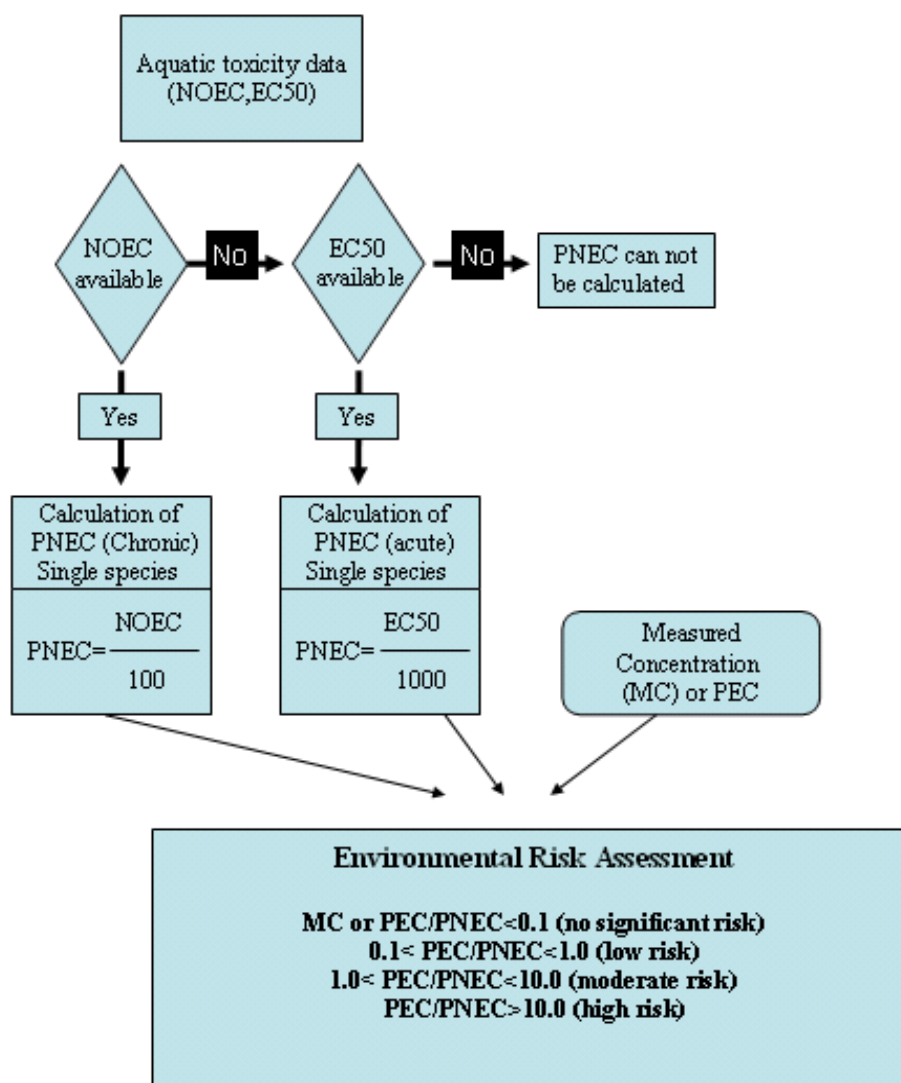 Aquatic toxicity data
(NOEC,EC50)
NOEC
available
No
EC50
available
No
PNEC can not
be calculated
Yes
Yes
Calculation of
PNEC (Chronic)
Single species
PNEC=
NOEC
100
Calculation of
PNEC (acute)
Single species
PNEC=
EC50
1000
Measured
Concentration
(MC) or PEC
Environmental Risk Assessment
MC or PEC/PNEC<0.1 (no significant risk)
0.1< PEC/PNEC<1.0 (low risk)
1.0< PEC/PNEC<10.0 (moderate risk)
PEC/PNEC>10.0 (high risk)